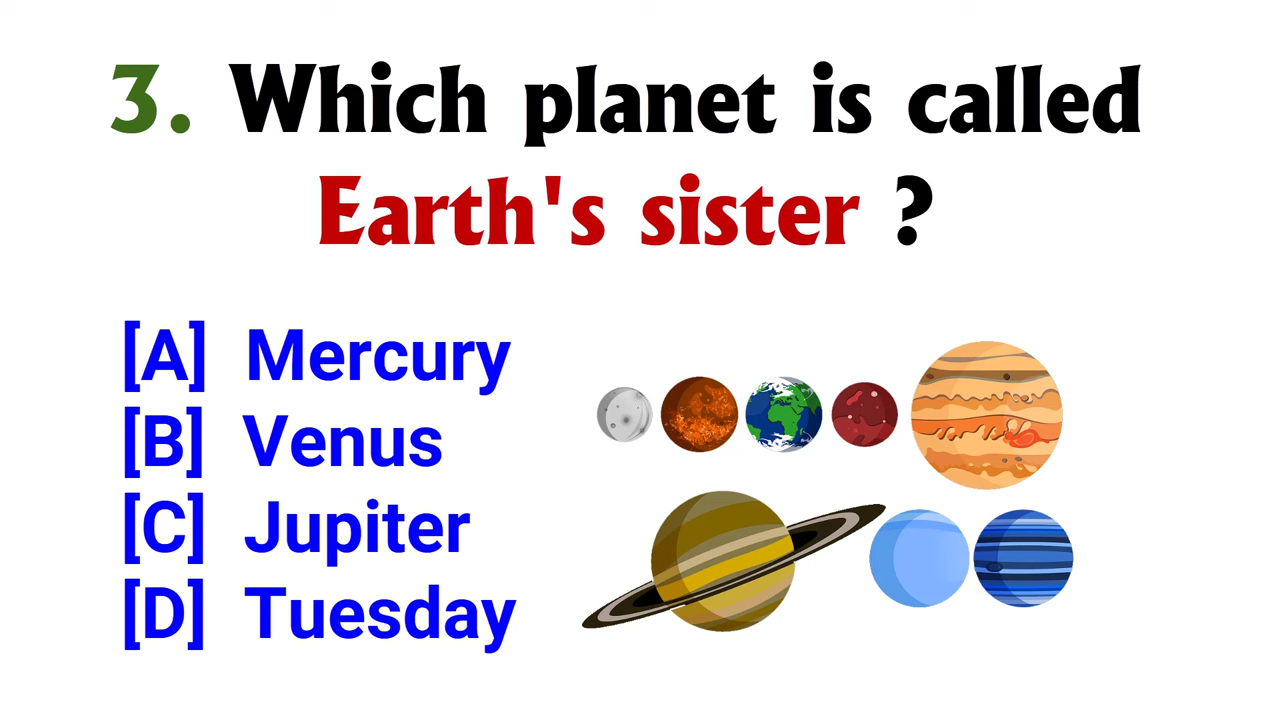 3. Which planet is called
Earth's sister ?
[A] Mercury
[B] Venus
[C] Jupiter
[D] Tuesday